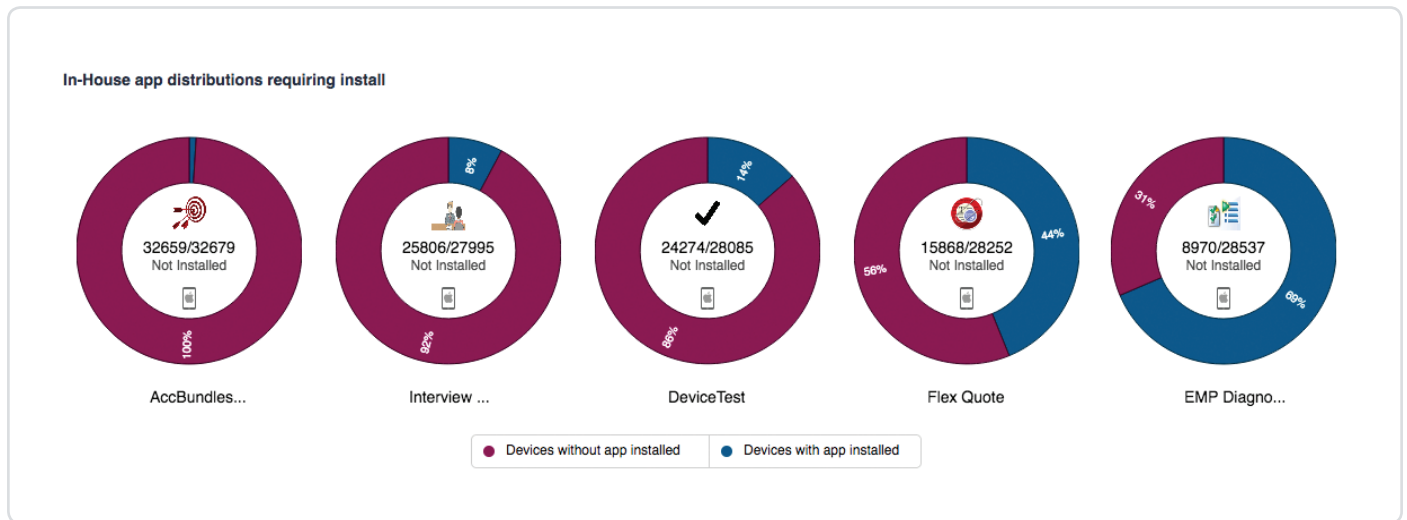 In-House app distributions requiring install
32659/32679
Not Installed
100%
AccBundles...
8%
25806/27995
Not Installed
92%
Interview ...
14%
24274/28085
Not Installed
86%
DeviceTest
44%
15868/28252
Not Installed
56%
Flex Quote
31%
8970/28537
Not Installed
69%
EMP Diagno...
Devices without app installed
Devices with app installed